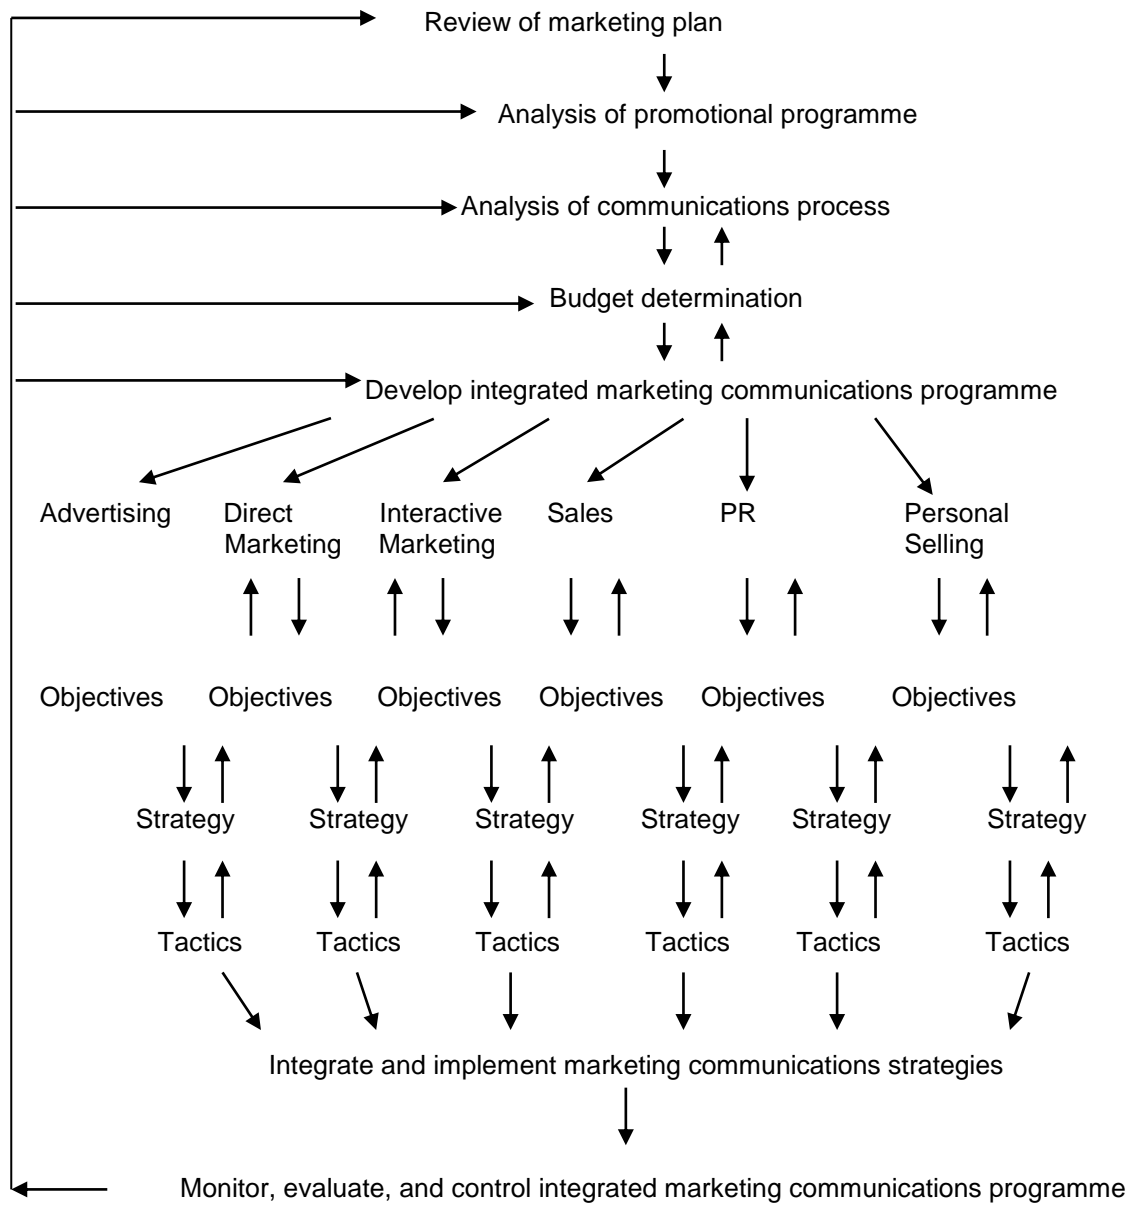 Review of marketing plan
Analysis of promotional programme
Analysis of communications process
Budget determination
Develop integrated marketing communications programme
Advertising Direct Interactive Sales PR Personal
Marketing Marketing Selling
Objectives Objectives Objectives Objectives Objectives Objectives
Strategy Strategy Strategy Strategy Strategy Strategy
Tactics Tactics Tactics Tactics Tactics Tactics
Integrate and implement marketing communications strategies
Monitor, evaluate, and control integrated marketing communications programme